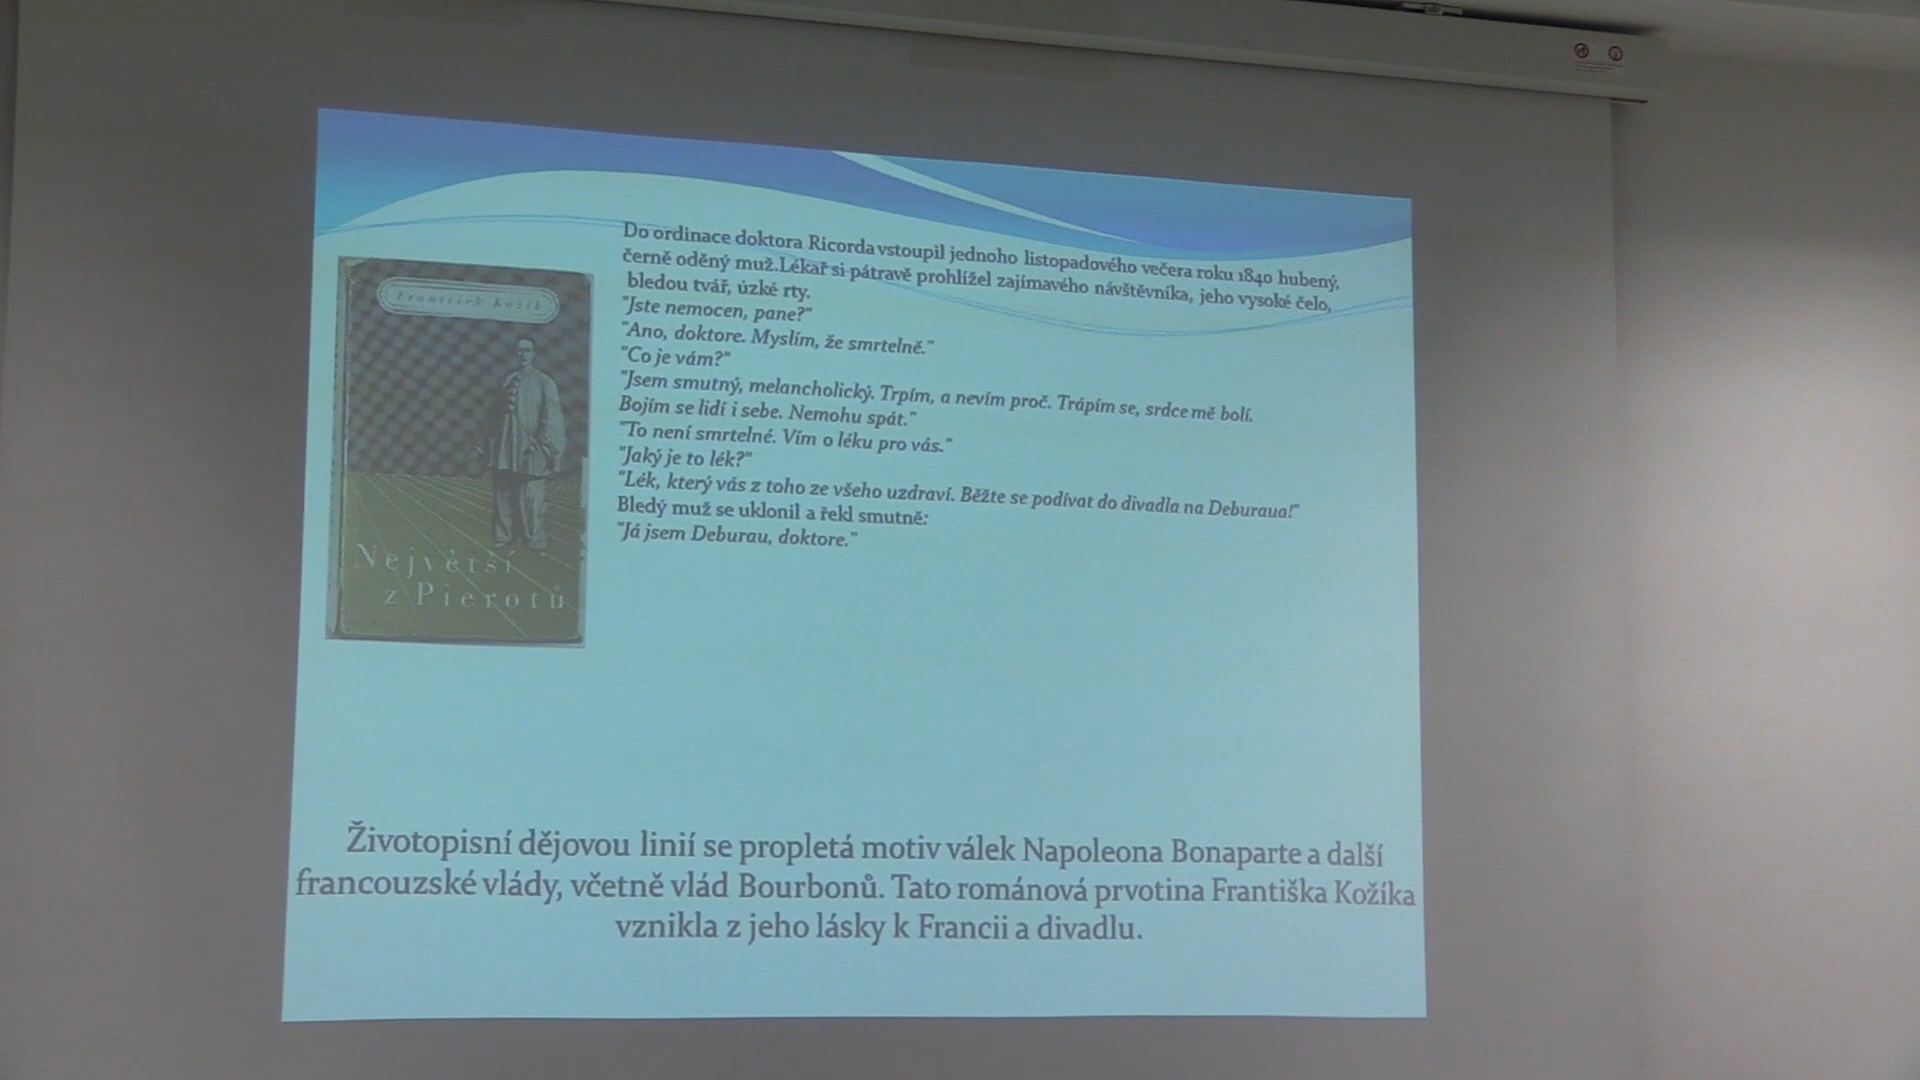 František Kožík
Největší
z Pierotů
Do ordinace doktora Ricorda vstoupil jednoho listopadového večera roku 1840 hubený,
černě oděný muž.Lékař si pátravě prohlížel zajímavého návštěvníka, jeho vysoké čelo,
bledou tvář, úzké rty.
"Jste nemocen, pane?"
"Ano, doktore. Myslím, že smrtelně."
"Co je vám?"
"Jsem smutný, melancholický. Trpím, a nevím proč. Trápím se, srdce mě bolí.
Bojím se lidí i sebe. Nemohu spát."
"To není smrtelné. Vím o léku pro vás."
"Jaký je to lék?"
"Lék, který vás z toho ze všeho uzdraví. Běžte se podívat do divadla na Deburaua!"
Bledý muž se uklonil a řekl smutně:
"Já jsem Deburau, doktore."
Životopisní dějovou linií se propletá motiv válek Napoleona Bonaparte a další
francouzské vlády, včetně vlád Bourbonů. Tato románová prvotina Františka Kožíka
vznikla z jeho lásky k Francii a divadlu.